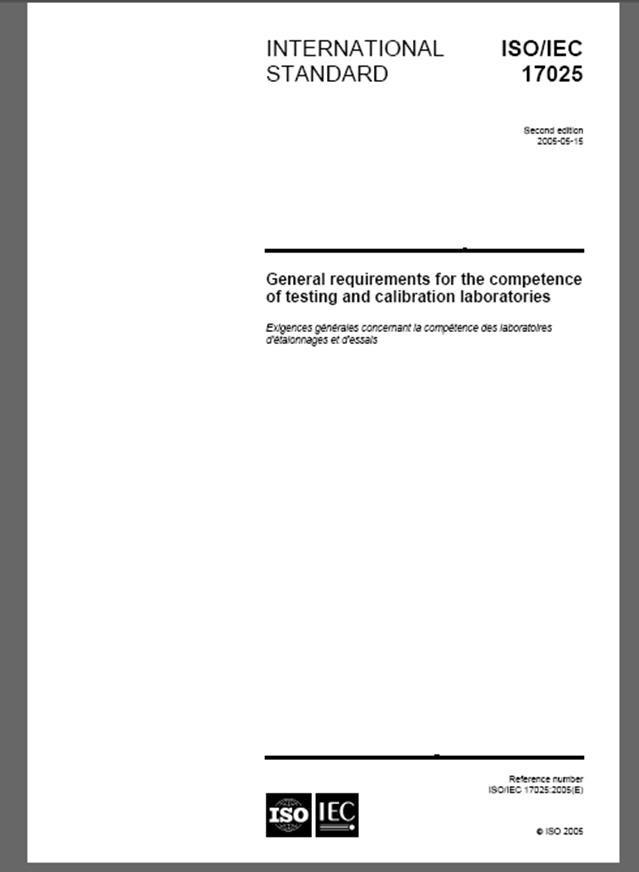 INTERNATIONAL STANDARD
ISO/IEC 17025
Second edition
2005-05-15
General requirements for the competence
of testing and calibration laboratories
Exigences générales concernant la compétence des laboratoires
d'étalonnages et d'essais
Reference number
ISO/IEC 17025:2005(E)
ISO IEC
© ISO 2005